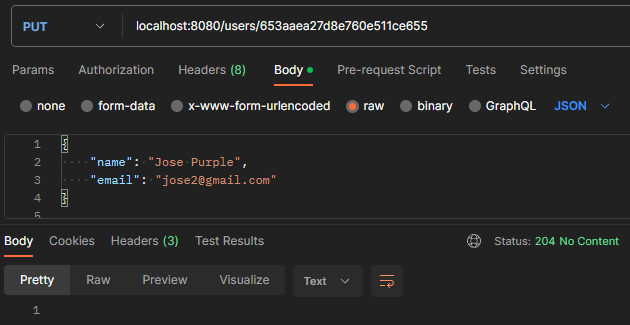 PUT localhost:8080/users/653aaea27d8e760e511ce655
Params Authorization Headers (8) Body Pre-request Script Tests Settings
none form-data x-www-form-urlencoded raw binary GraphQL JSON
1 {
2 "name": "Jose Purple",
3 "email": "jose2@gmail.com"
4 }
5
Body Cookies Headers (3) Test Results Status: 204 No Content
Pretty Raw Preview Visualize Text
1